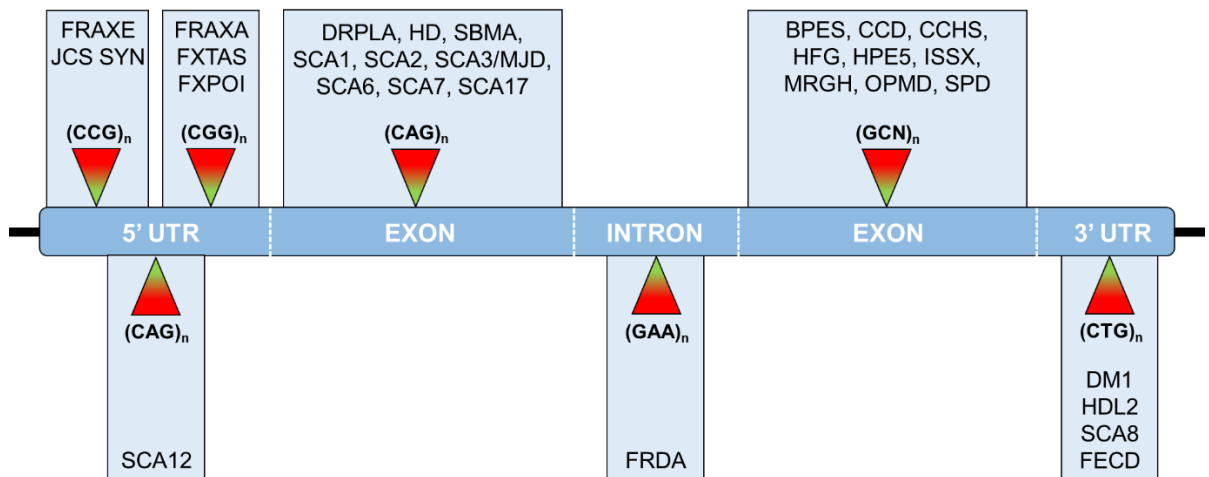 FRAXE
JCS SYN
(CCG)n
FRAXA
FXTAS
FXPOI
(CGG)n
DRPLA, HD, SBMA,
SCA1, SCA2, SCA3/MJD,
SCA6, SCA7, SCA17
(CAG)n
BPES, CCD, CCHS,
HFG, HPE5, ISSX,
MRGH, OPMD, SPD
(GCN)n
5’ UTR
EXON
INTRON
EXON
3’ UTR
(CAG)n
SCA12
(GAA)n
FRDA
(CTG)n
DM1
HDL2
SCA8
FECD